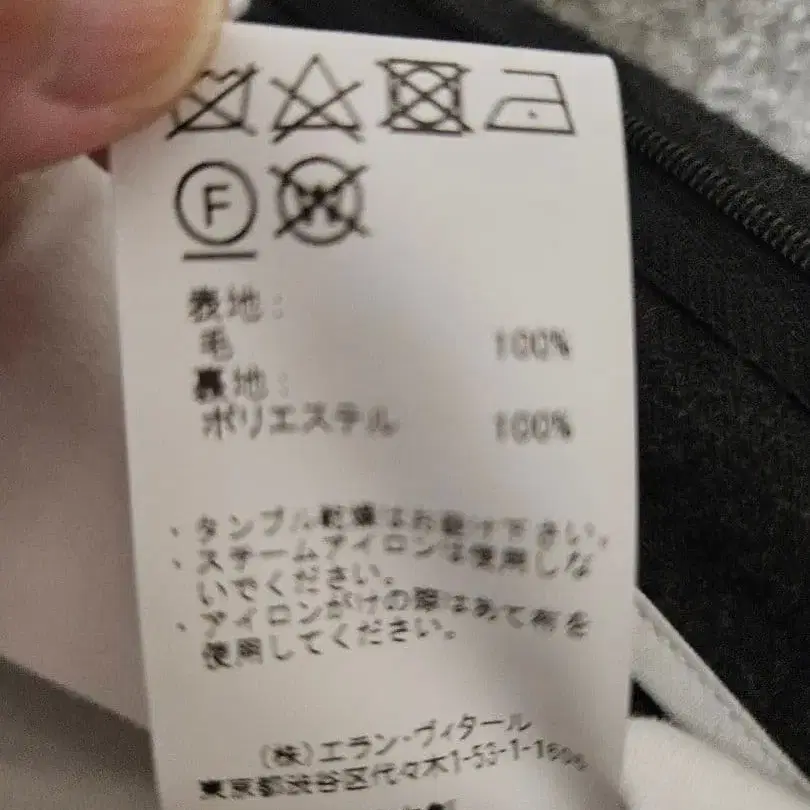 F W
表地:
毛 100%
裏地:
ポリエステル 100%
・タンブル乾燥はお避け下さい。
・スチームアイロンは使用しな
いでください。
・アイロンがけの際はあて布を
使用してください。
(株)エラン・ヴィタール
東京都渋谷区代々木1-53-1-1